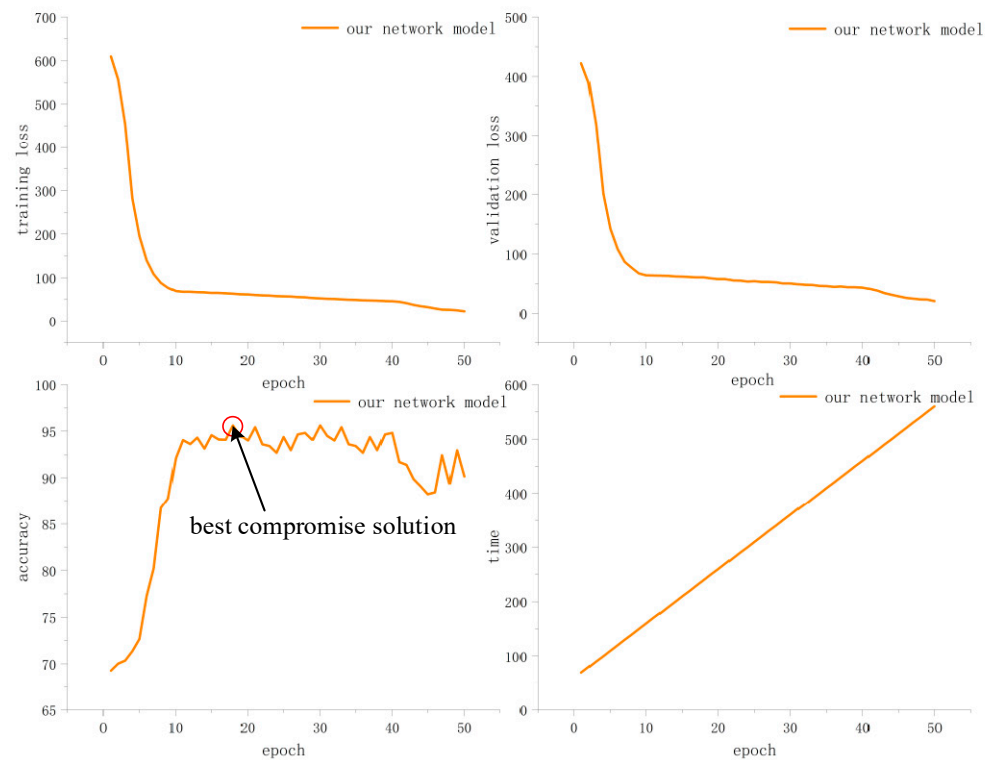 our network model
training loss
700
600
500
400
300
200
100
0
0 10 20 30 40 50
epoch
our network model
validation loss
500
400
300
200
100
0
0 10 20 30 40 50
epoch
our network model
accuracy
100
95
90
85
80
75
70
65
best compromise solution
0 10 20 30 40 50
epoch
our network model
time
600
500
400
300
200
100
0
0 10 20 30 40 50
epoch